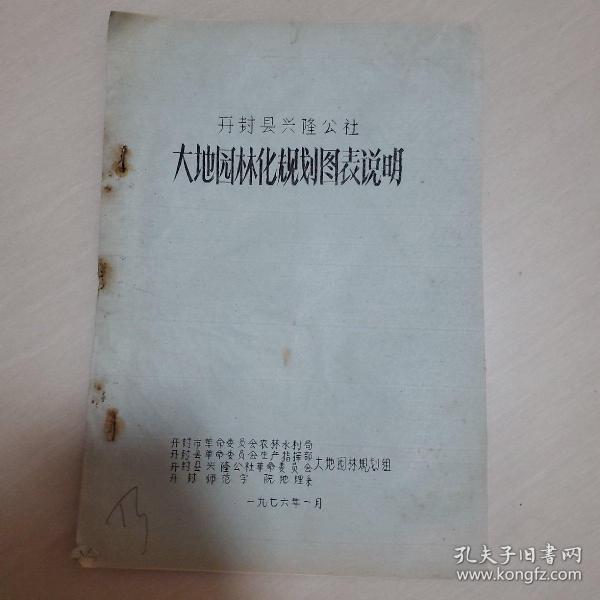 开封县兴隆公社
大地园林化规划图表说明
开封市革命委员会农林水利局
开封县革命委员会生产指挥部
开封县兴隆公社革命委员会大地园林规划组
开封师范学院地理系
一九七六年一月
孔夫子旧书网
www.kongfz.com